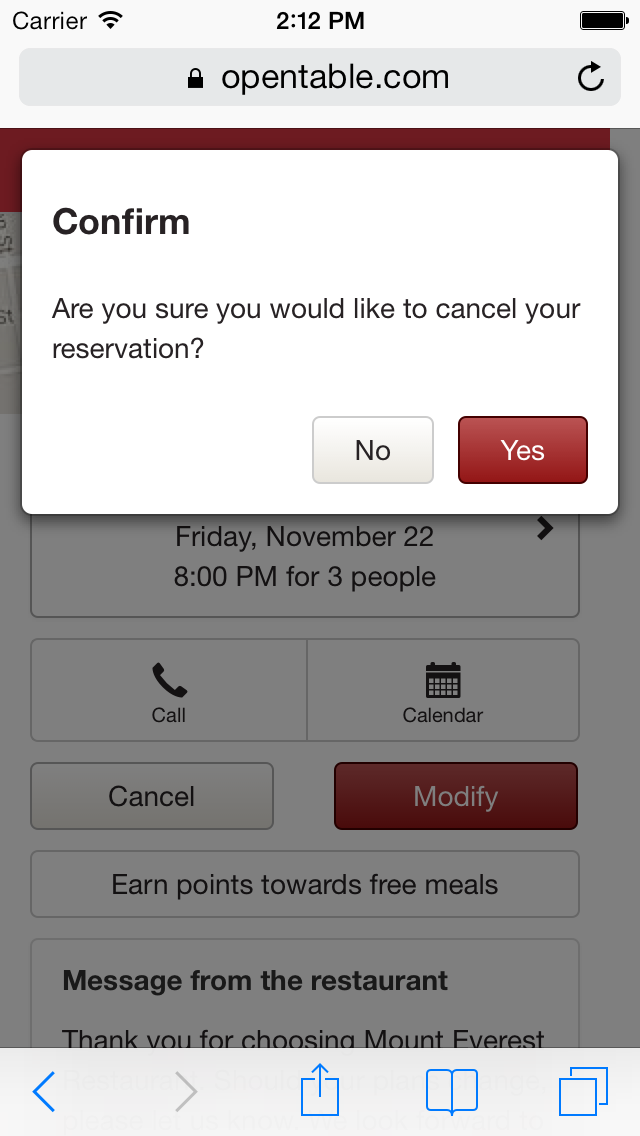 Carrier 2:12 PM
opentable.com
Confirm
Are you sure you would like to cancel your
reservation?
No Yes
Friday, November 22
8:00 PM for 3 people
Call Calendar
Cancel Modify
Earn points towards free meals
Message from the restaurant
Thank you for choosing Mount Everest
Restaurant. Should your plans change
please let us know. We look forward to